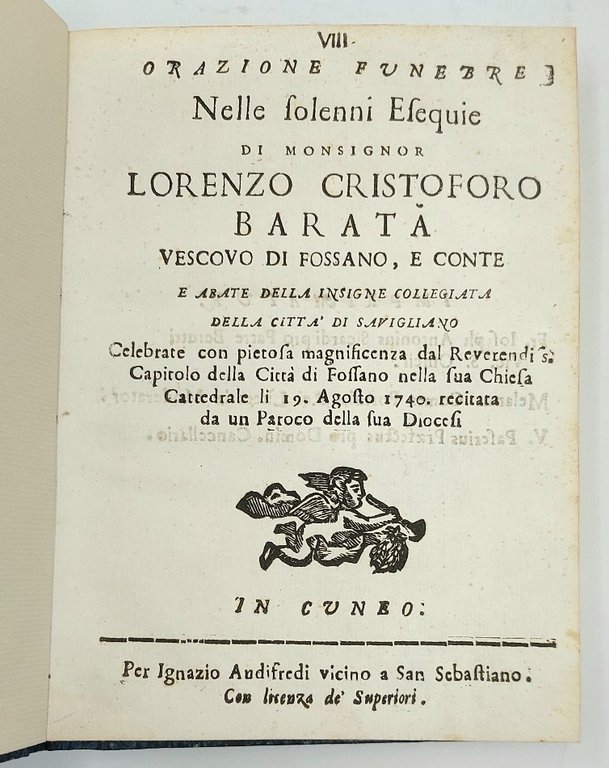 VIII.
ORAZIONE FUNEBRE
Nelle ſolenni Eſequie
DI MONSIGNOR
LORENZO CRISTOFORO
BARATÀ
VESCOVO DI FOSSANO, E CONTE
E ABATE DELLA INSIGNE COLLEGIATA
DELLA CITTA' DI SAVIGLIANO
Celebrate con pietoſa magnificenza dal Reverendiſs:
Capitolo della Città di Foſſano nella ſua Chieſa
Cattedrale li 19. Agoſto 1740. recitata
da un Paroco della ſua Dioceſi
IN CUNEO:
Per Ignazio Audifredi vicino a San Sebaſtiano.
Con licenza de' Superiori.